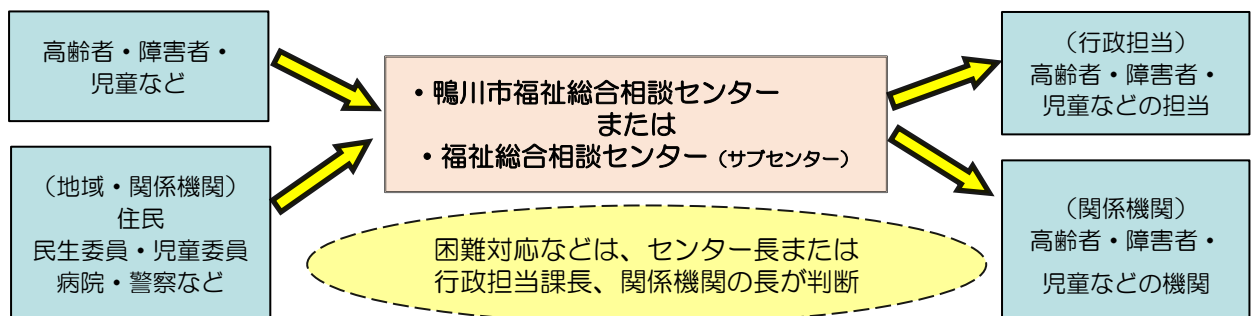 高齢者・障害者・
児童など
(地域・関係機関)
住民
民生委員・児童委員
病院・警察など
・鴨川市福祉総合相談センター
または
・福祉総合相談センター(サブセンター)
困難対応などは、センター長または
行政担当課長、関係機関の長が判断
(行政担当)
高齢者・障害者・
児童などの担当
(関係機関)
高齢者・障害者・
児童などの機関